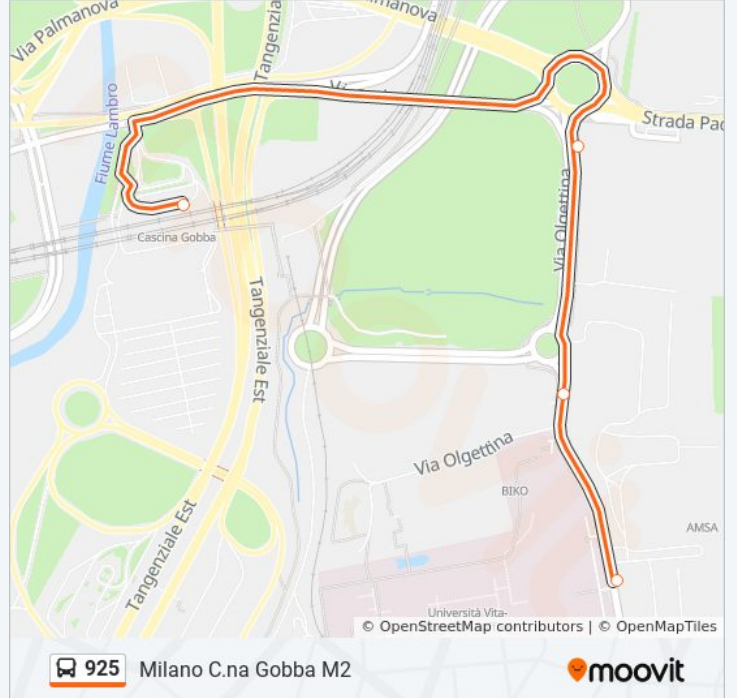 Via Palmanova
Tangenziale
almanova
Strada Pad
Fiume Lambro
Via Olgettina
Cascina Gobba
Tangenziale Est
Via Olgettina
BIKO
AMSA
Tangenziale Est
Università Vita-
© OpenStreetMap contributors | © OpenMapTiles
925 Milano C.na Gobba M2
moovit